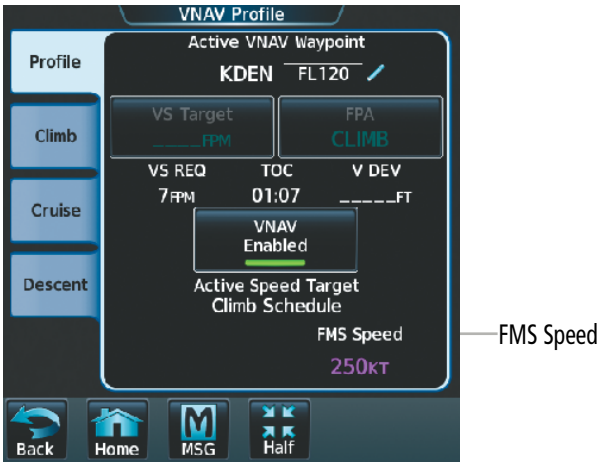 VNAV Profile
Profile
Active VNAV Waypoint
KDEN FL120
VS Target
_____FPM
FPA
CLIMB
Climb
VS REQ TOC V DEV
7FPM 01:07 _____FT
Cruise
VNAV
Enabled
Descent
Active Speed Target
Climb Schedule
FMS Speed
250KT
FMS Speed
Back
Home
MSG
Half